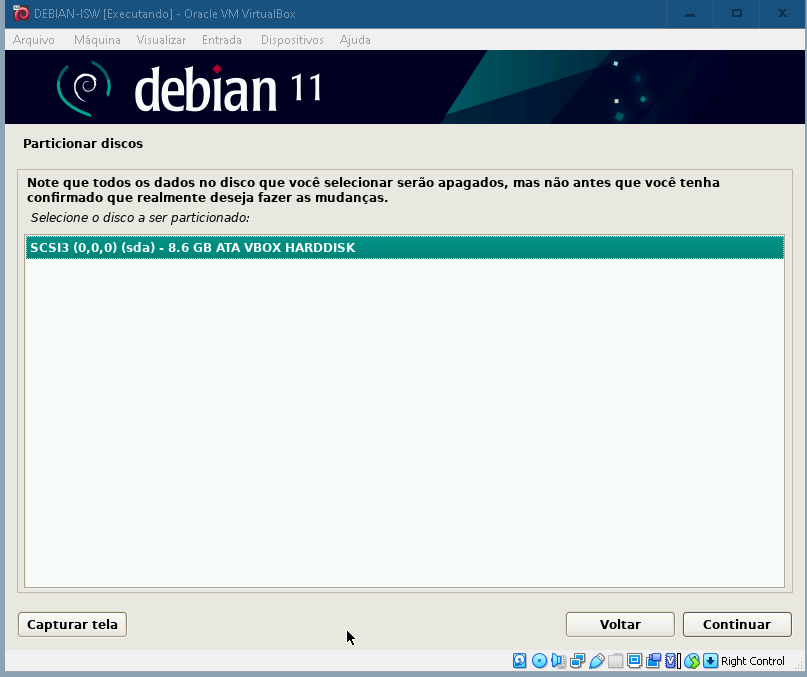 DEBIAN-ISW [Executando] - Oracle VM VirtualBox
Arquivo Máquina Visualizar Entrada Dispositivos Ajuda
debian 11
Particionar discos
Note que todos os dados no disco que você selecionar serão apagados, mas não antes que você tenha
confirmado que realmente deseja fazer as mudanças.
Selecione o disco a ser particionado:
SCSI3 (0,0,0) (sda) - 8.6 GB ATA VBOX HARDDISK
Capturar tela Voltar Continuar
Right Control